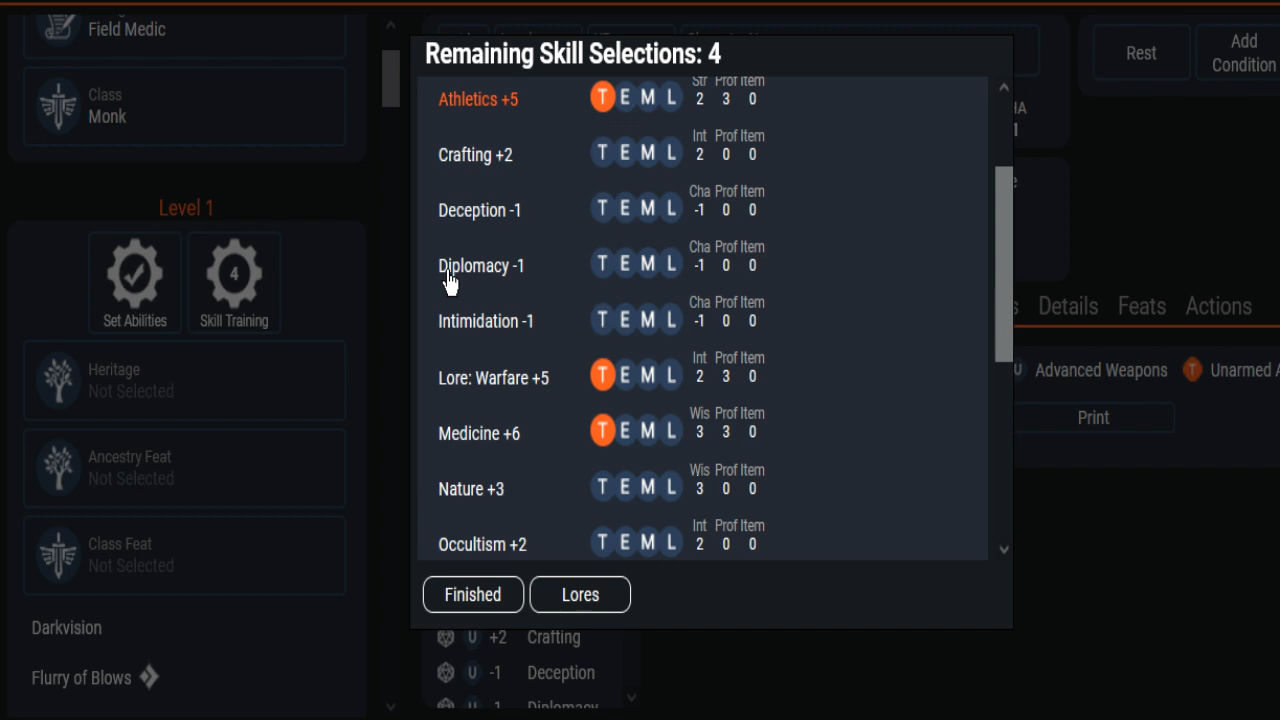 Field Medic
Class
Monk
Level 1
4
Set Abilities
Skill Training
Heritage
Not Selected
Ancestry Feat
Not Selected
Class Feat
Not Selected
Darkvision
Flurry of Blows
Remaining Skill Selections: 4
Str Prof Item
Athletics +5 T E M L 2 3 0
Int Prof Item
Crafting +2 T E M L 2 0 0
Cha Prof Item
Deception -1 T E M L -1 0 0
Cha Prof Item
Diplomacy -1 T E M L -1 0 0
Cha Prof Item
Intimidation -1 T E M L -1 0 0
Int Prof Item
Lore: Warfare +5 T E M L 2 3 0
Wis Prof Item
Medicine +6 T E M L 3 3 0
Wis Prof Item
Nature +3 T E M L 3 0 0
Int Prof Item
Occultism +2 T E M L 2 0 0
Finished
Lores
U +2 Crafting
U -1 Deception
-1 Diplomacy
Rest
Add
Condition
Details
Feats
Actions
U Advanced Weapons
T Unarmed
Print